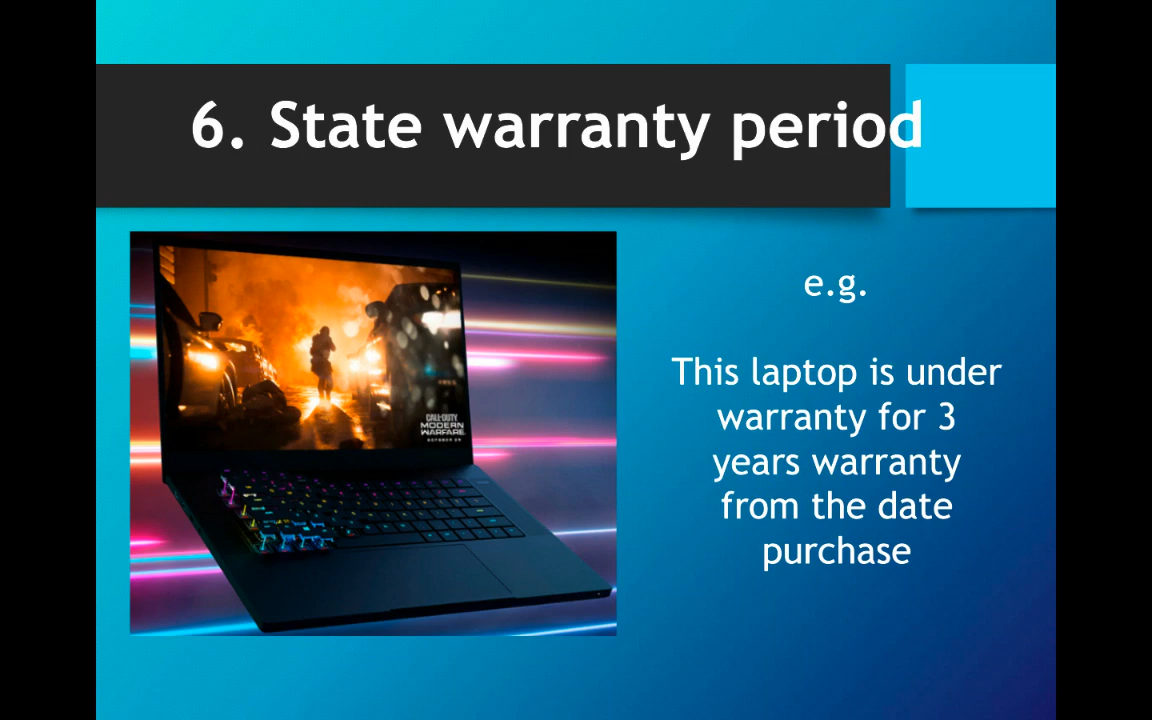 6. State warranty period
e.g.
This laptop is under
warranty for 3
years warranty
from the date
purchase
CALL·DUTY
MODERN
WARFARE